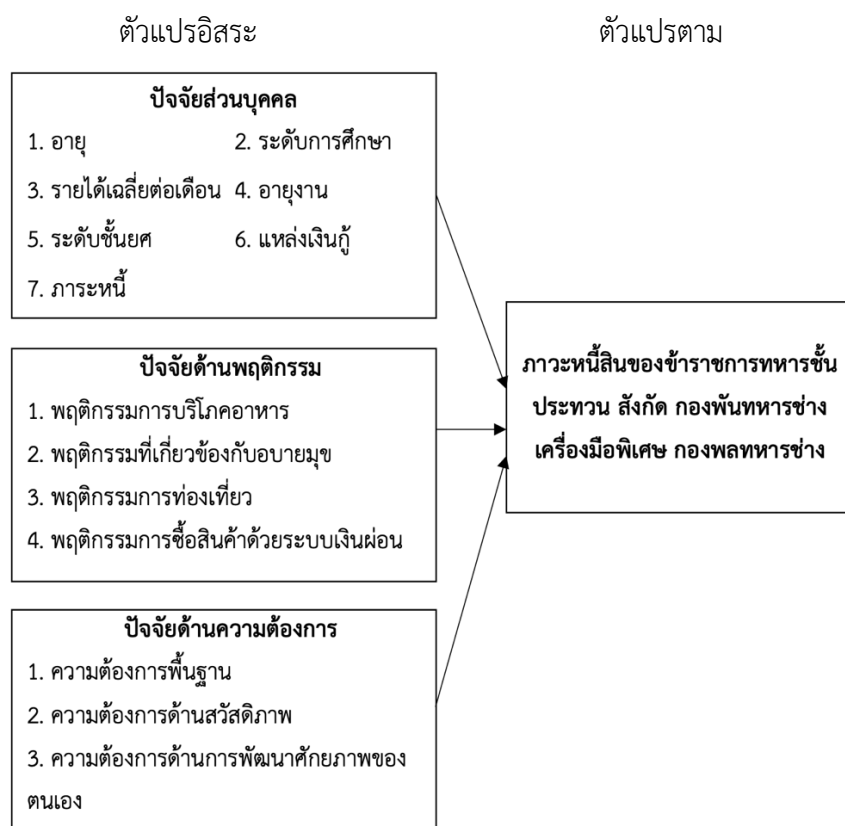 ตัวแปรอิสระ ตัวแปรตาม
ปัจจัยส่วนบุคคล
1. อายุ 2. ระดับการศึกษา
3. รายได้เฉลี่ยต่อเดือน 4. อายุงาน
5. ระดับชั้นยศ 6. แหล่งเงินกู้
7. ภาระหนี้
ปัจจัยด้านพฤติกรรม
1. พฤติกรรมการบริโภคอาหาร
2. พฤติกรรมที่เกี่ยวข้องกับอบายมุข
3. พฤติกรรมการท่องเที่ยว
4. พฤติกรรมการซื้อสินค้าด้วยระบบเงินผ่อน
ปัจจัยด้านความต้องการ
1. ความต้องการพื้นฐาน
2. ความต้องการด้านสวัสดิภาพ
3. ความต้องการด้านการพัฒนาศักยภาพของ
ตนเอง
ภาวะหนี้สินของข้าราชการทหารชั้น
ประทวน สังกัด กองพันทหารช่าง
เครื่องมือพิเศษ กองพลทหารช่าง